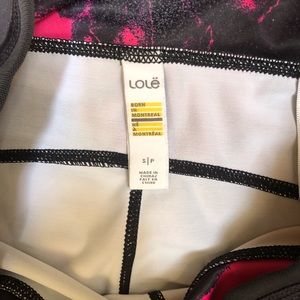 LOLË
BORN
IN
MONTRÉAL
NÉ
À
MONTRÉAL
S|P
MADE IN
CHINA/
FAIT EN
CHINE